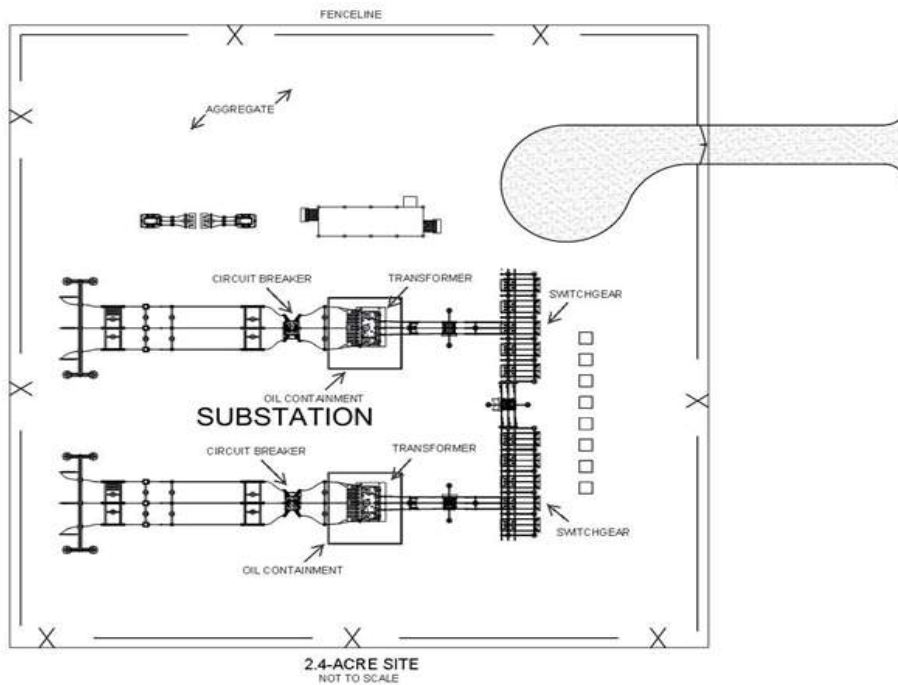 FENCELINE
AGGREGATE
CIRCUIT BREAKER
TRANSFORMER
SWITCHGEAR
OIL CONTAINMENT
SUBSTATION
CIRCUIT BREAKER
TRANSFORMER
SWITCHGEAR
OIL CONTAINMENT
2.4-ACRE SITE
NOT TO SCALE